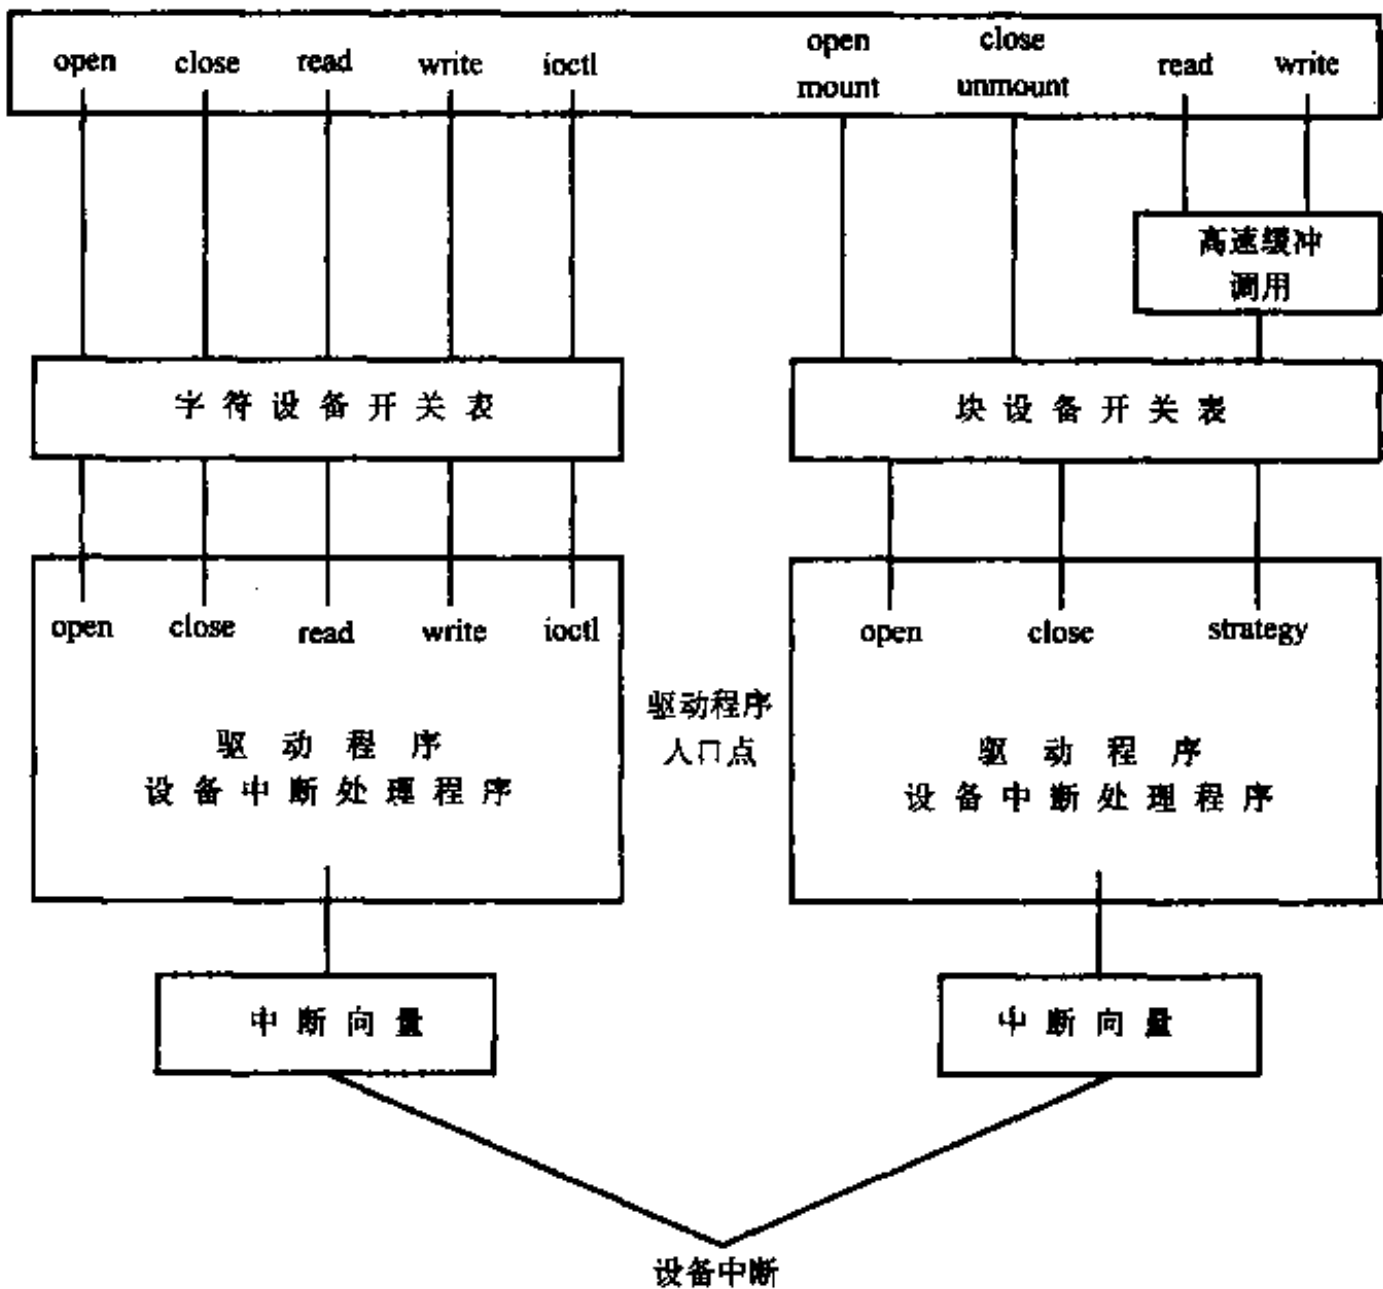 open close read write ioctl
open close
mount unmount
read write
高速缓冲
调用
字符设备开关表
块设备开关表
open close read write ioctl
open close strategy
驱动程序
设备中断处理程序
驱动程序
入口点
驱动程序
设备中断处理程序
中断向量
中断向量
设备中断